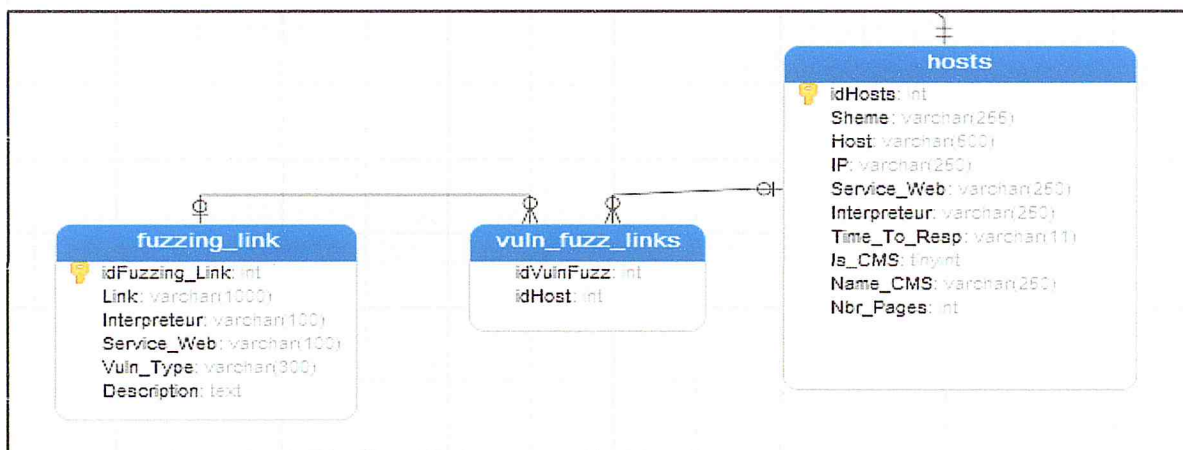 hosts
idHosts: int
Sheme: varchar(255)
Host: varchar(500)
IP: varchar(250)
Service_Web: varchar(250)
Interpreteur: varchar(250)
Time_To_Resp: varchar(11)
Is_CMS: tinyint
Name_CMS: varchar(250)
Nbr_Pages: int
fuzzing_link
idFuzzing_Link: int
Link: varchar(1000)
Interpreteur: varchar(100)
Service_Web: varchar(100)
Vuln_Type: varchar(300)
Description: text
vuln_fuzz_links
idVulnFuzz: int
idHost: int